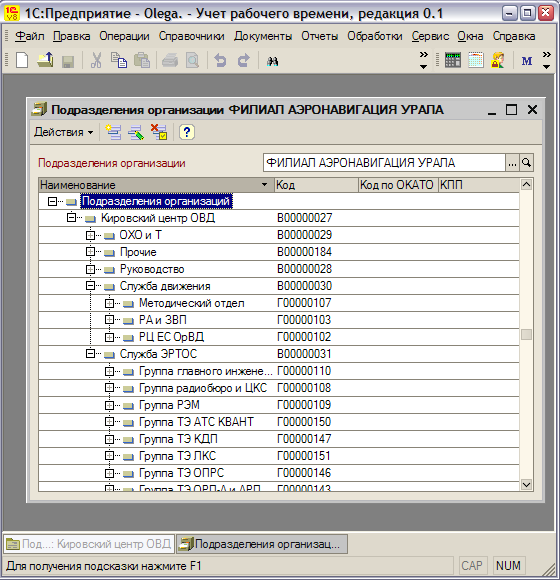 1С:Предприятие - Olega. - Учет рабочего времени, редакция 0.1
Файл Правка Операции Справочники Документы Отчеты Обработки Сервис Окна Справка
M
Подразделения организации ФИЛИАЛ АЭРОНАВИГАЦИЯ УРАЛА
Действия
Подразделения организации ФИЛИАЛ АЭРОНАВИГАЦИЯ УРАЛА ...
Наименование Код Код по ОКАТО КПП
Подразделения организаций
Кировский центр ОВД В00000027
ОХО и Т В00000029
Прочие В00000184
Руководство В00000028
Служба движения В00000030
Методический отдел Г00000107
РА и ЗВП Г00000103
РЦ ЕС ОрВД Г00000102
Служба ЭРТОС В00000031
Группа главного инжене... Г00000110
Группа радиобюро и ЦКС Г00000108
Группа РЭМ Г00000109
Группа ТЭ АТС КВАНТ Г00000150
Группа ТЭ КДП Г00000147
Группа ТЭ ЛКС Г00000151
Группа ТЭ ОПРС Г00000146
Группа ТЭ ОРЛ-А и АРП Г00000143
Под...: Кировский центр ОВД Подразделения организац...
Для получения подсказки нажмите F1 CAP NUM